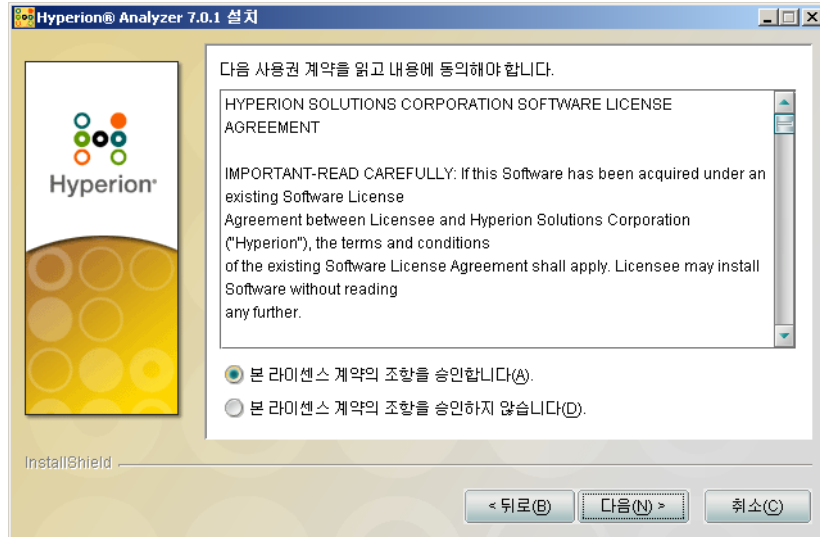 Hyperion® Analyzer 7.0.1 설치
다음 사용권 계약을 읽고 내용에 동의해야 합니다.
HYPERION SOLUTIONS CORPORATION SOFTWARE LICENSE
AGREEMENT
IMPORTANT-READ CAREFULLY: If this Software has been acquired under an
existing Software License
Agreement between Licensee and Hyperion Solutions Corporation
("Hyperion"), the terms and conditions
of the existing Software License Agreement shall apply. Licensee may install
Software without reading
any further.
Hyperion
본 라이센스 계약의 조항을 승인합니다(A).
본 라이센스 계약의 조항을 승인하지 않습니다(D).
InstallShield
< 뒤로(B)
다음(N) >
취소(C)